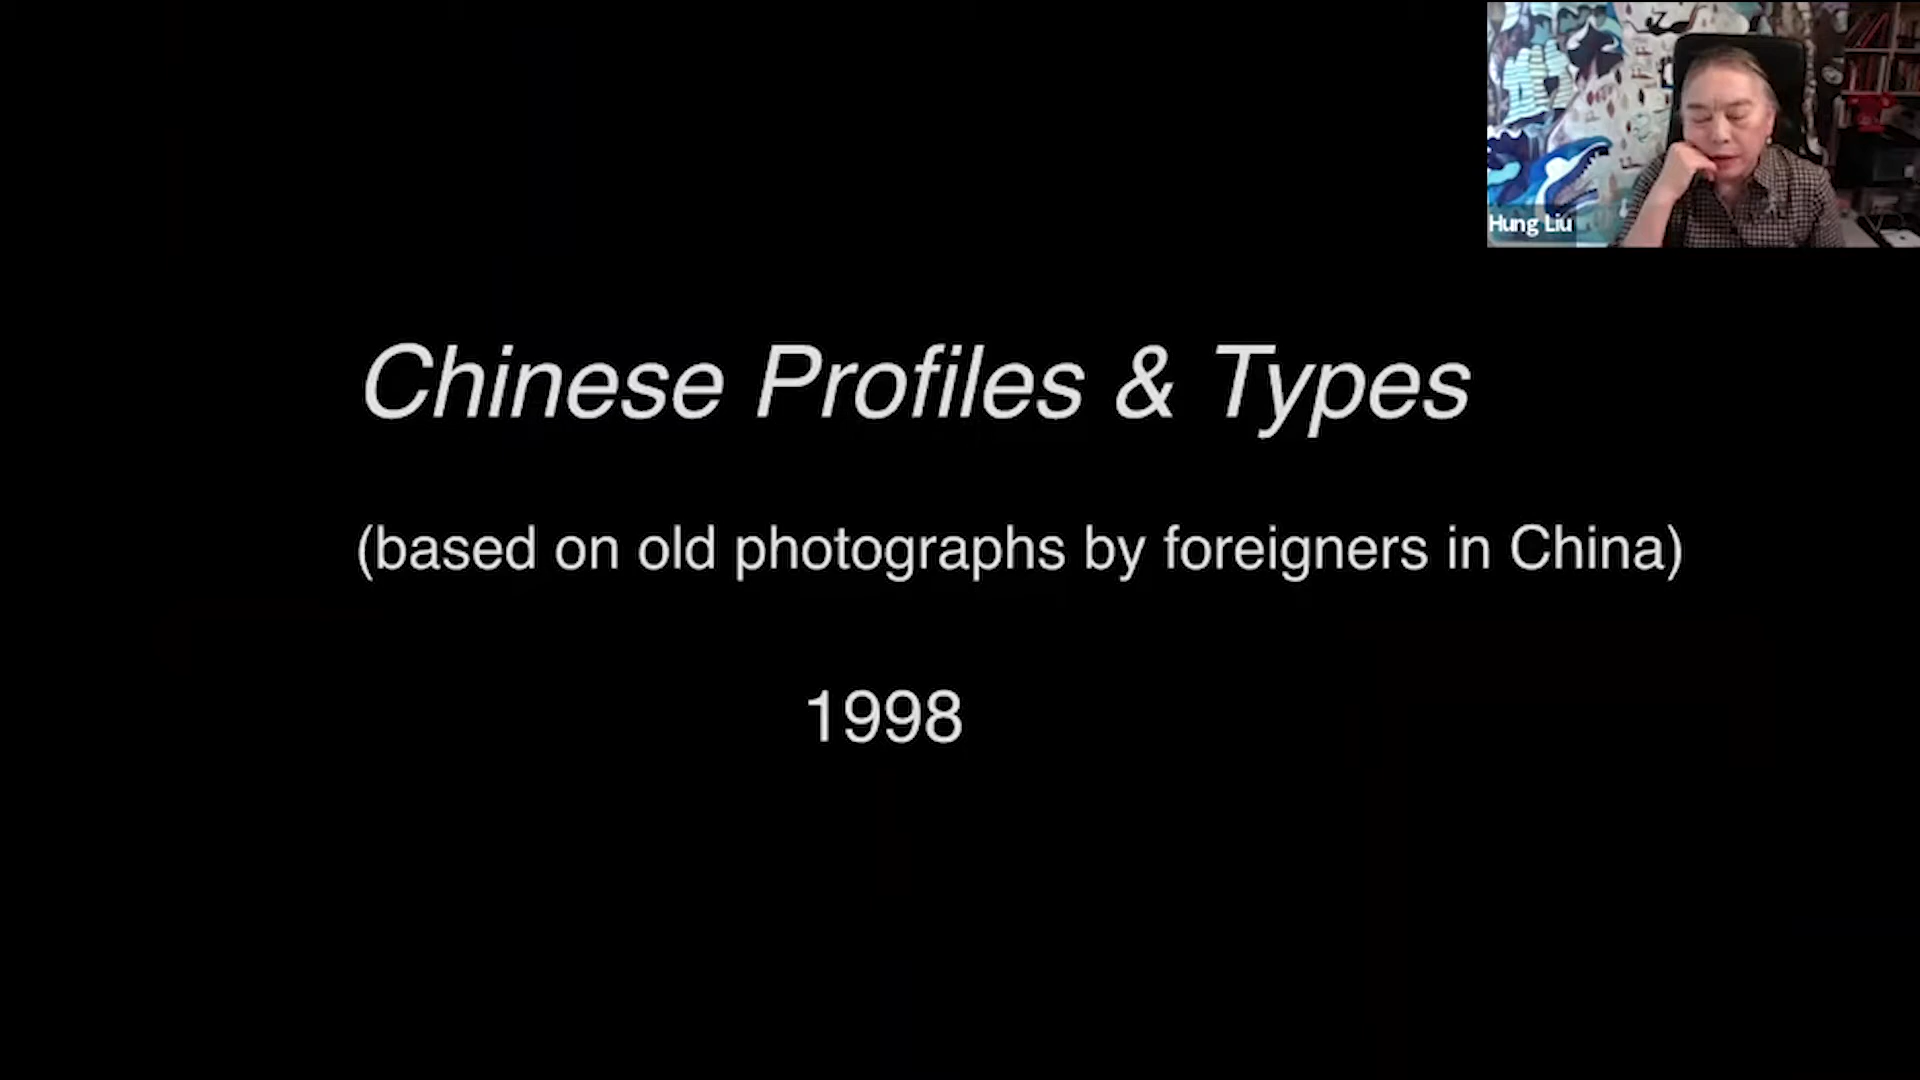 Chinese Profiles & Types
(based on old photographs by foreigners in China)
1998
Hung Liu